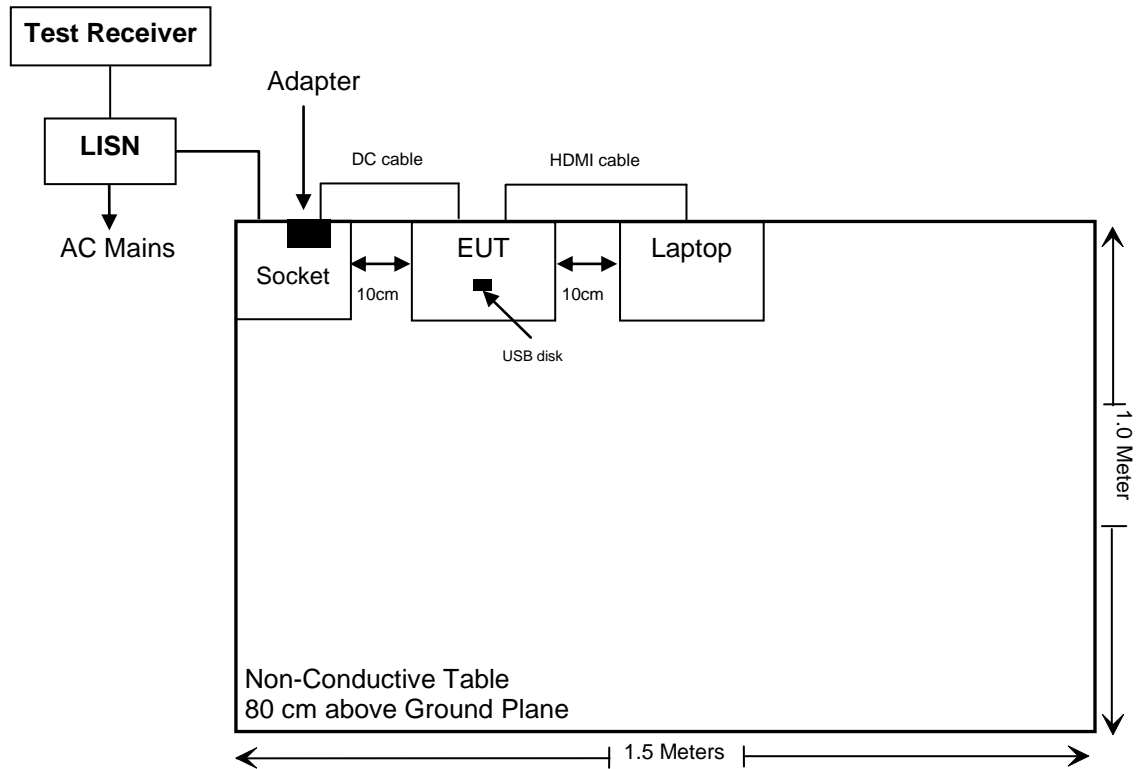 Test Receiver
Adapter
LISN
DC cable
HDMI cable
AC Mains
Socket
EUT
Laptop
10cm
10cm
USB disk
1.0 Meter
Non-Conductive Table
80 cm above Ground Plane
1.5 Meters